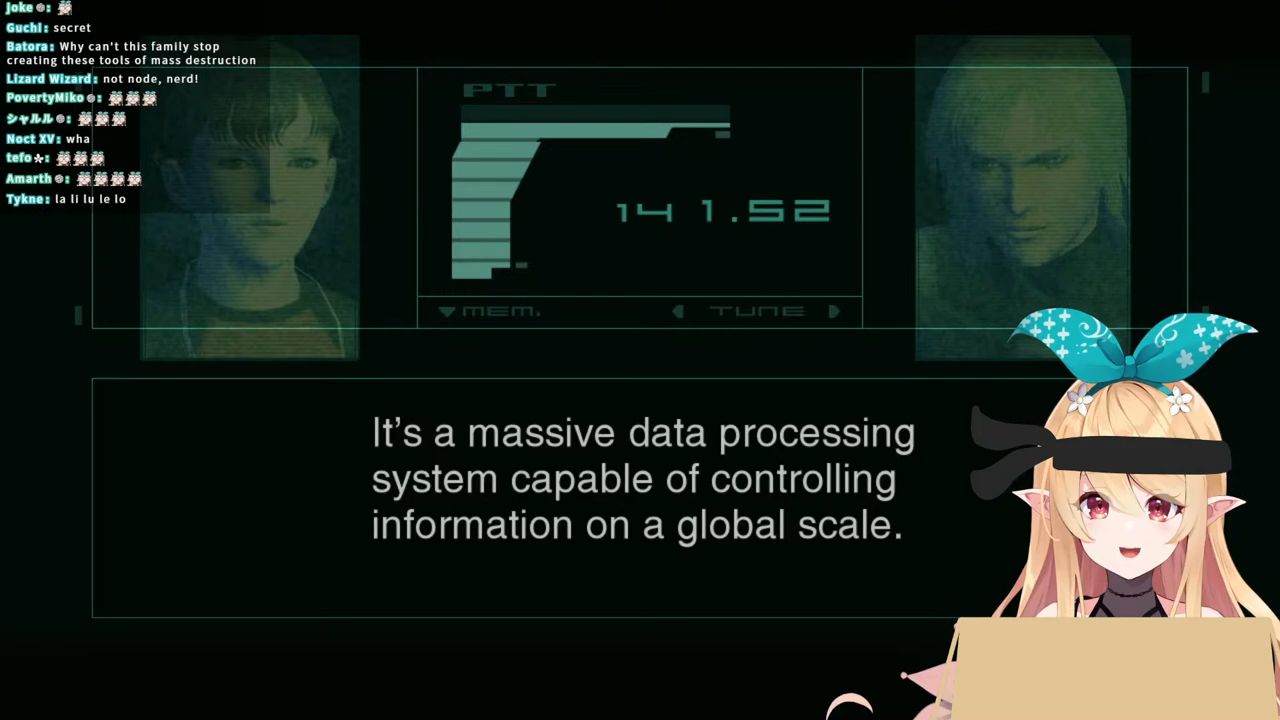 joke:
Guchi: secret
Batora: Why can't this family stop
creating these tools of mass destruction
Lizard Wizard: not node, nerd!
PovertyMiko:
シャルル:
Noct XV: wha
tefo:
Amarth:
Tykne: la li lu le lo
PTT
141.52
MEM.
TUNE
It's a massive data processing
system capable of controlling
information on a global scale.